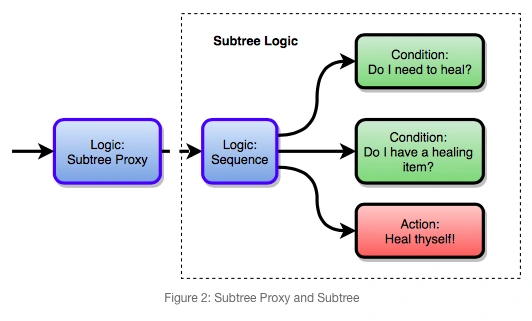 Subtree Logic
Condition:
Do I need to heal?
Logic:
Subtree Proxy
Logic:
Sequence
Condition:
Do I have a healing
item?
Action:
Heal thyself!
Figure 2: Subtree Proxy and Subtree